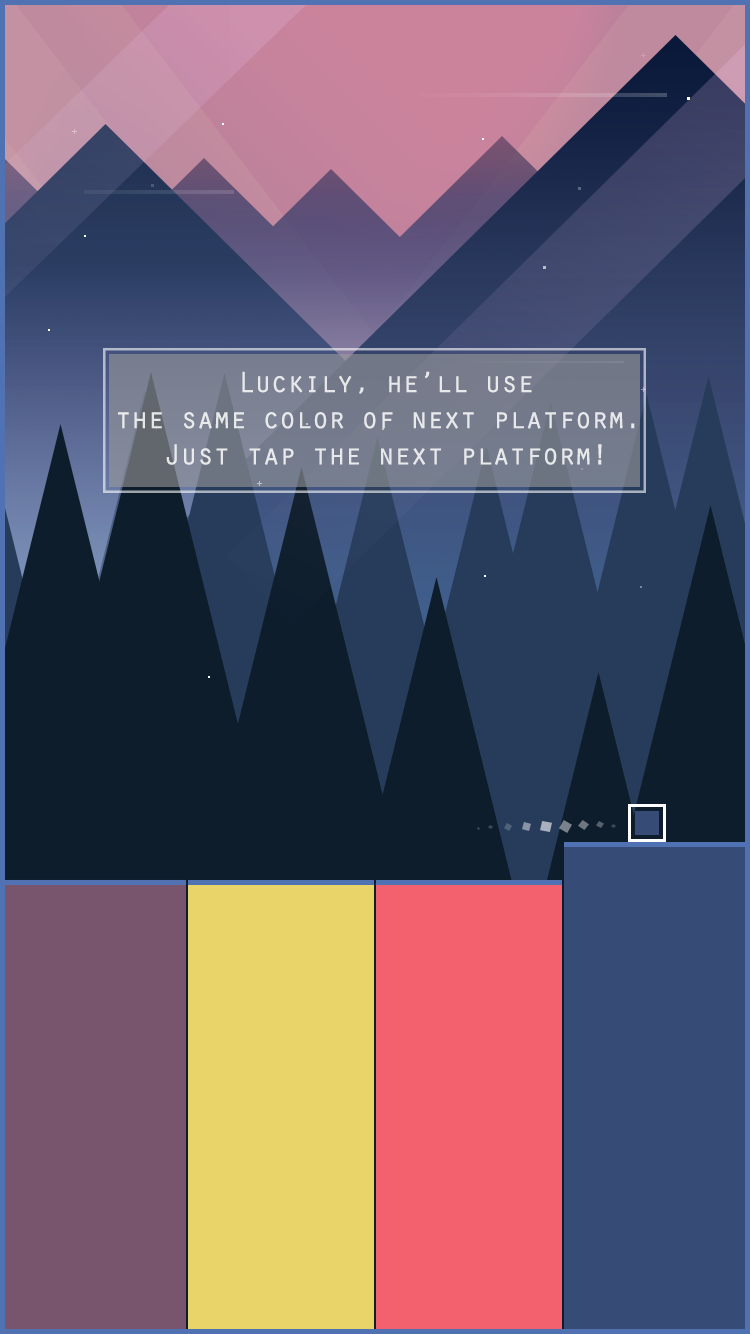 Luckily, he'll use
the same color of next platform.
Just tap the next platform!